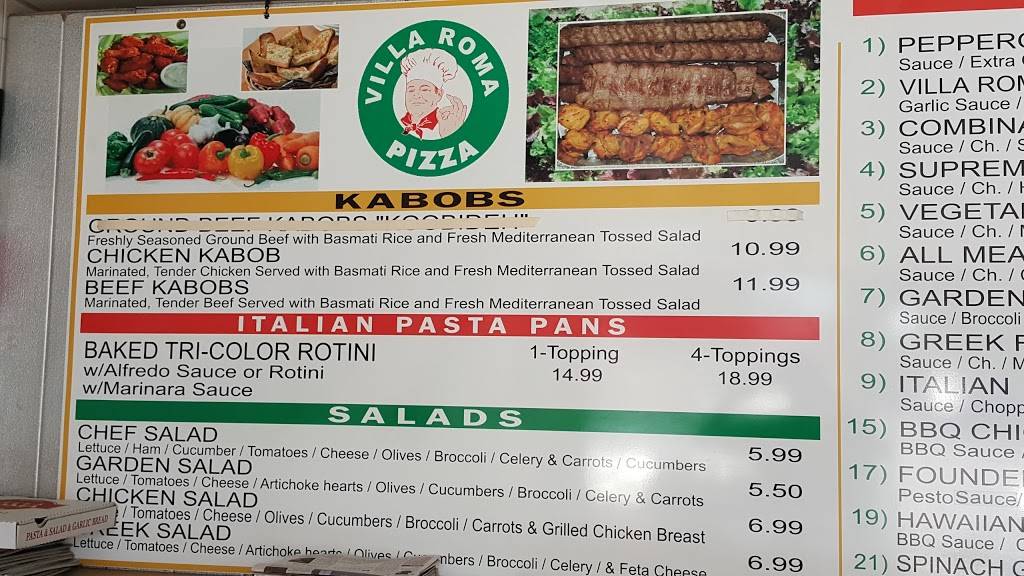 VILLA ROMA
PIZZA
KABOBS
GROUND BEEF KABOBS "KOOBIDEH"
Freshly Seasoned Ground Beef with Basmati Rice and Fresh Mediterranean Tossed Salad
CHICKEN KABOB 10.99
Marinated, Tender Chicken Served with Basmati Rice and Fresh Mediterranean Tossed Salad
BEEF KABOBS 11.99
Marinated, Tender Beef Served with Basmati Rice and Fresh Mediterranean Tossed Salad
ITALIAN PASTA PANS
BAKED TRI-COLOR ROTINI 1-Topping 4-Toppings
w/Alfredo Sauce or Rotini 14.99 18.99
w/Marinara Sauce
SALADS
CHEF SALAD 5.99
Lettuce / Ham / Cucumber / Tomatoes / Cheese / Olives / Broccoli / Celery & Carrots / Cucumbers
GARDEN SALAD 5.50
Lettuce / Tomatoes / Cheese / Artichoke hearts / Olives / Cucumbers / Broccoli / Celery & Carrots
CHICKEN SALAD 6.99
/ Tomatoes / Cheese / Olives / Cucumbers / Broccoli / Carrots & Grilled Chicken Breast
EEK SALAD 6.99
ettuce / Tomatoes / Cheese / Artichoke hearts / Olives / C mbers / Broccoli / Celery / & Feta Cheese
1) PEPPERO
Sauce / Extra
2) VILLA ROM
Garlic Sauce /
3) COMBINA
Sauce / Ch. / S
4) SUPREM
Sauce / Ch. /
5) VEGETA
Sauce / Ch. /
6) ALL MEA
Sauce / Ch. /
7) GARDEN
Sauce / Broccoli
8) GREEK
Sauce / Ch. / M
9) ITALIAN
Sauce / Chopp
15) BBQ CHI
BBQ Sauce
17) FOUNDE
Pesto Sauce/
19) HAWAIIAN
BBQ Sauce /
21) SPINACH
PASTA & SALAD & GARLIC BREAD